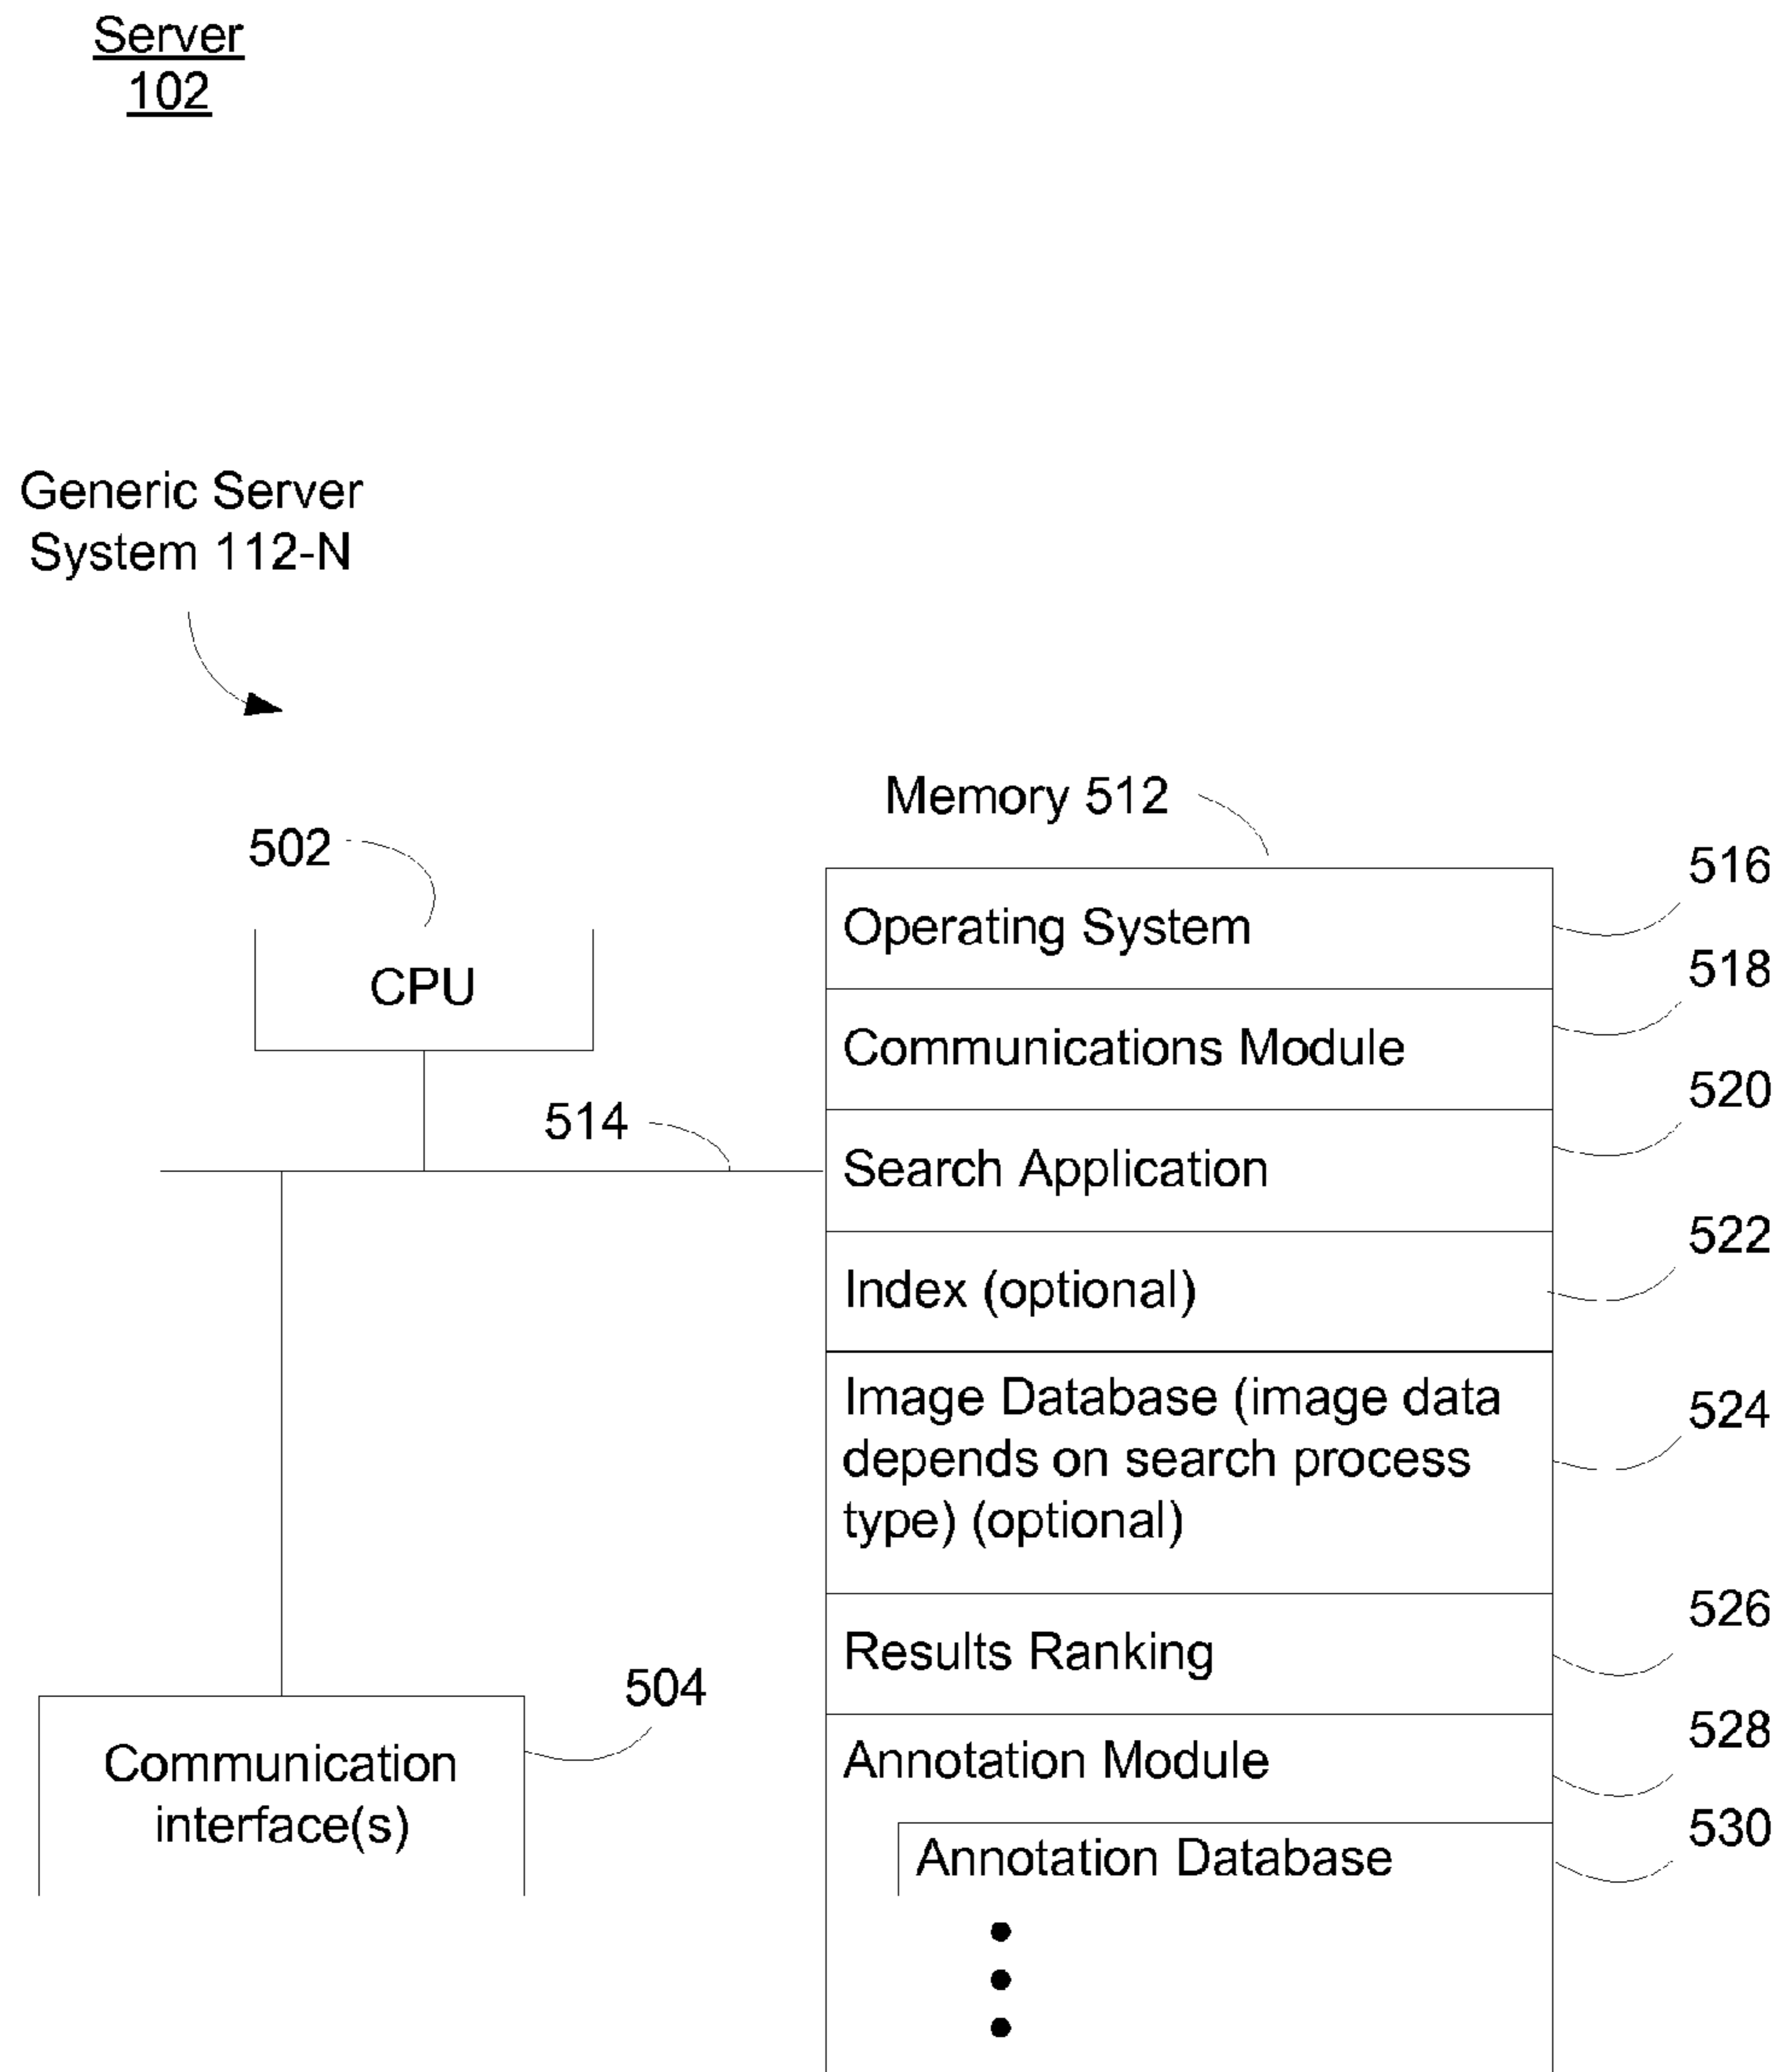 Server
102
Generic Server
System 112-N
Memory 512
502
516
Operating System
CPU
518
Communications Module
514
520
Search Application
522
Index (optional)
Image Database (image data
depends on search process
type) (optional)
524
526
Results Ranking
504
528
Communication
interface(s)
Annotation Module
530
Annotation Database